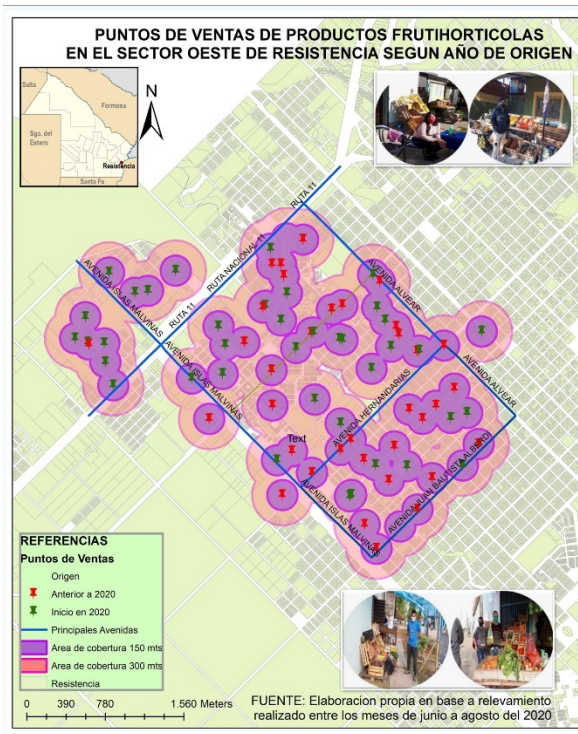 PUNTOS DE VENTAS DE PRODUCTOS FRUTIHORTICOLAS
EN EL SECTOR OESTE DE RESISTENCIA SEGUN AÑO DE ORIGEN
Salta
Formosa
Sgo. del
Estero
Resistencia
Santa Fe
N
RUTA 11
RUTA NACIONAL 11
RUTA 11
AVENIDA ISLAS MALVINAS
AVENIDA ALVEAR
AVENIDA ISLAS MALVINAS
AVENIDA HERNANDARIAS
AVENIDA ALVEAR
Text
AVENIDA JUAN BAUTISTA ALBERDI
AVENIDA ISLAS MALVINAS
REFERENCIAS
Puntos de Ventas
Origen
Anterior a 2020
Inicio en 2020
Principales Avenidas
Area de cobertura 150 mts
Area de cobertura 300 mts
Resistencia
0 390 780 1.560 Meters
FUENTE: Elaboracion propia en base a relevamiento
realizado entre los meses de junio a agosto del 2020